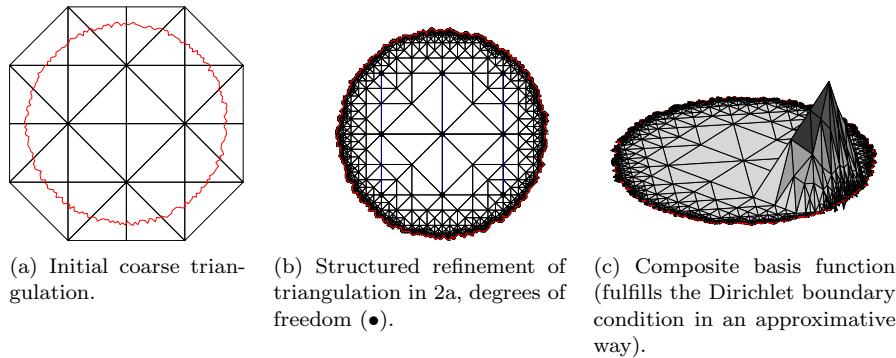 (a) Initial coarse trian-
gulation.
(b) Structured refinement of
triangulation in 2a, degrees of
freedom (●).
(c) Composite basis function
(fulfills the Dirichlet boundary
condition in an approximative
way).